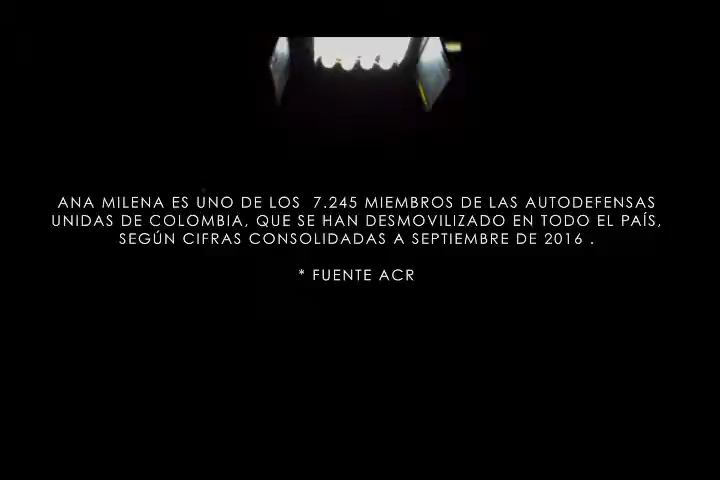 ANA MILENA ES UNO DE LOS 7.245 MIEMBROS DE LAS AUTODEFENSAS
UNIDAS DE COLOMBIA, QUE SE HAN DESMOVILIZADO EN TODO EL PAÍS,
SEGÚN CIFRAS CONSOLIDADAS A SEPTIEMBRE DE 2016 .
* FUENTE ACR